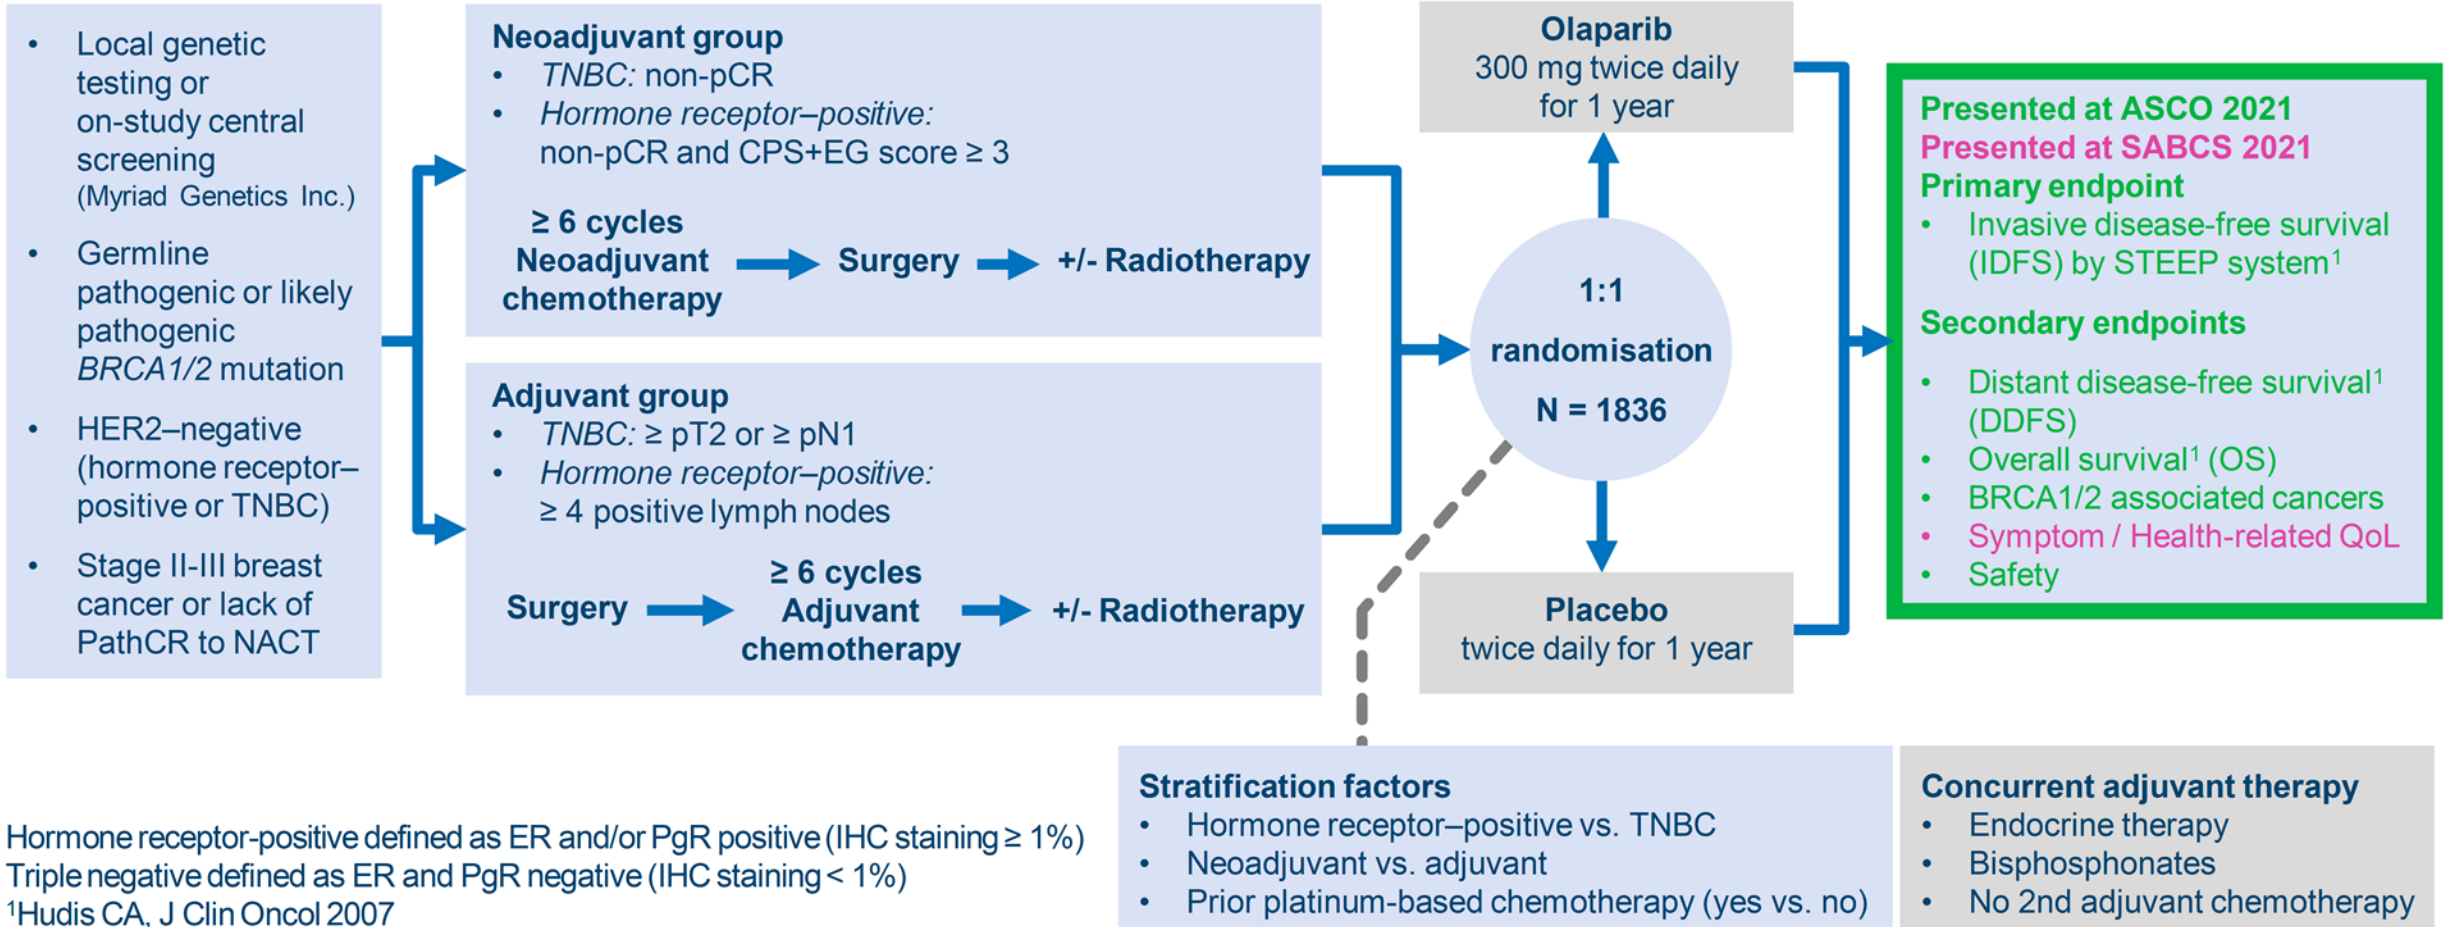 • Local genetic
testing or
on-study central
screening
(Myriad Genetics Inc.)
• Germline
pathogenic or likely
pathogenic
BRCA1/2 mutation
• HER2–negative
(hormone receptor–
positive or TNBC)
• Stage II-III breast
cancer or lack of
PathCR to NACT
Neoadjuvant group
• TNBC: non-pCR
• Hormone receptor–positive:
non-pCR and CPS+EG score ≥ 3
≥ 6 cycles
Neoadjuvant
chemotherapy
Surgery
+/- Radiotherapy
Adjuvant group
• TNBC: ≥ pT2 or ≥ pN1
• Hormone receptor–positive:
≥ 4 positive lymph nodes
Surgery
≥ 6 cycles
Adjuvant
chemotherapy
+/- Radiotherapy
Olaparib
300 mg twice daily
for 1 year
1:1
randomisation
N = 1836
Placebo
twice daily for 1 year
Presented at ASCO 2021
Presented at SABCS 2021
Primary endpoint
• Invasive disease-free survival
(IDFS) by STEEP system¹
Secondary endpoints
• Distant disease-free survival¹
(DDFS)
• Overall survival¹ (OS)
• BRCA1/2 associated cancers
• Symptom / Health-related QoL
• Safety
Stratification factors
• Hormone receptor–positive vs. TNBC
• Neoadjuvant vs. adjuvant
• Prior platinum-based chemotherapy (yes vs. no)
Concurrent adjuvant therapy
• Endocrine therapy
• Bisphosphonates
• No 2nd adjuvant chemotherapy
Hormone receptor-positive defined as ER and/or PgR positive (IHC staining ≥ 1%)
Triple negative defined as ER and PgR negative (IHC staining < 1%)
¹Hudis CA, J Clin Oncol 2007